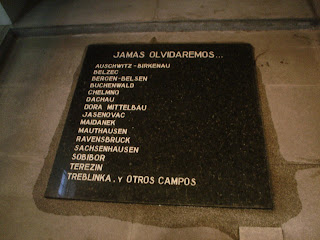 JAMAS OLVIDAREMOS...
AUSCHWITZ-BIRKENAU
BELZEC
BERGEN-BELSEN
BUCHENWALD
CHELMNO
DACHAU
DORA MITTELBAU
JASENOVAC
MAIDANEK
MAUTHAUSEN
RAVENSBRUCK
SACHSENHAUSEN
SOBIBOR
TEREZIN
TREBLINKA. Y OTROS CAMPOS